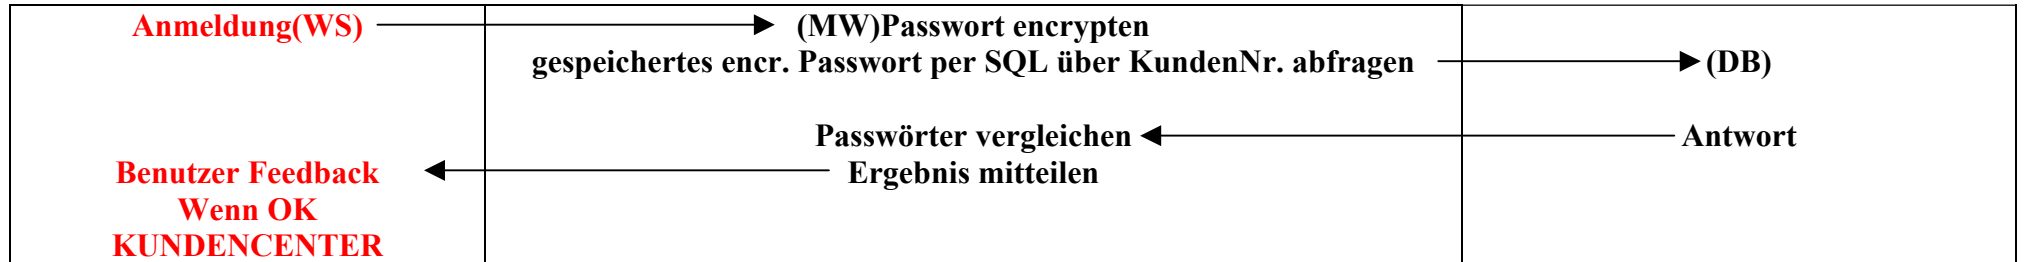 Anmeldung(WS) (MW)Passwort encrypten
gespeichertes encr. Passwort per SQL über KundenNr. abfragen (DB)
Passwörter vergleichen Antwort
Benutzer Feedback Ergebnis mitteilen
Wenn OK
KUNDENCENTER